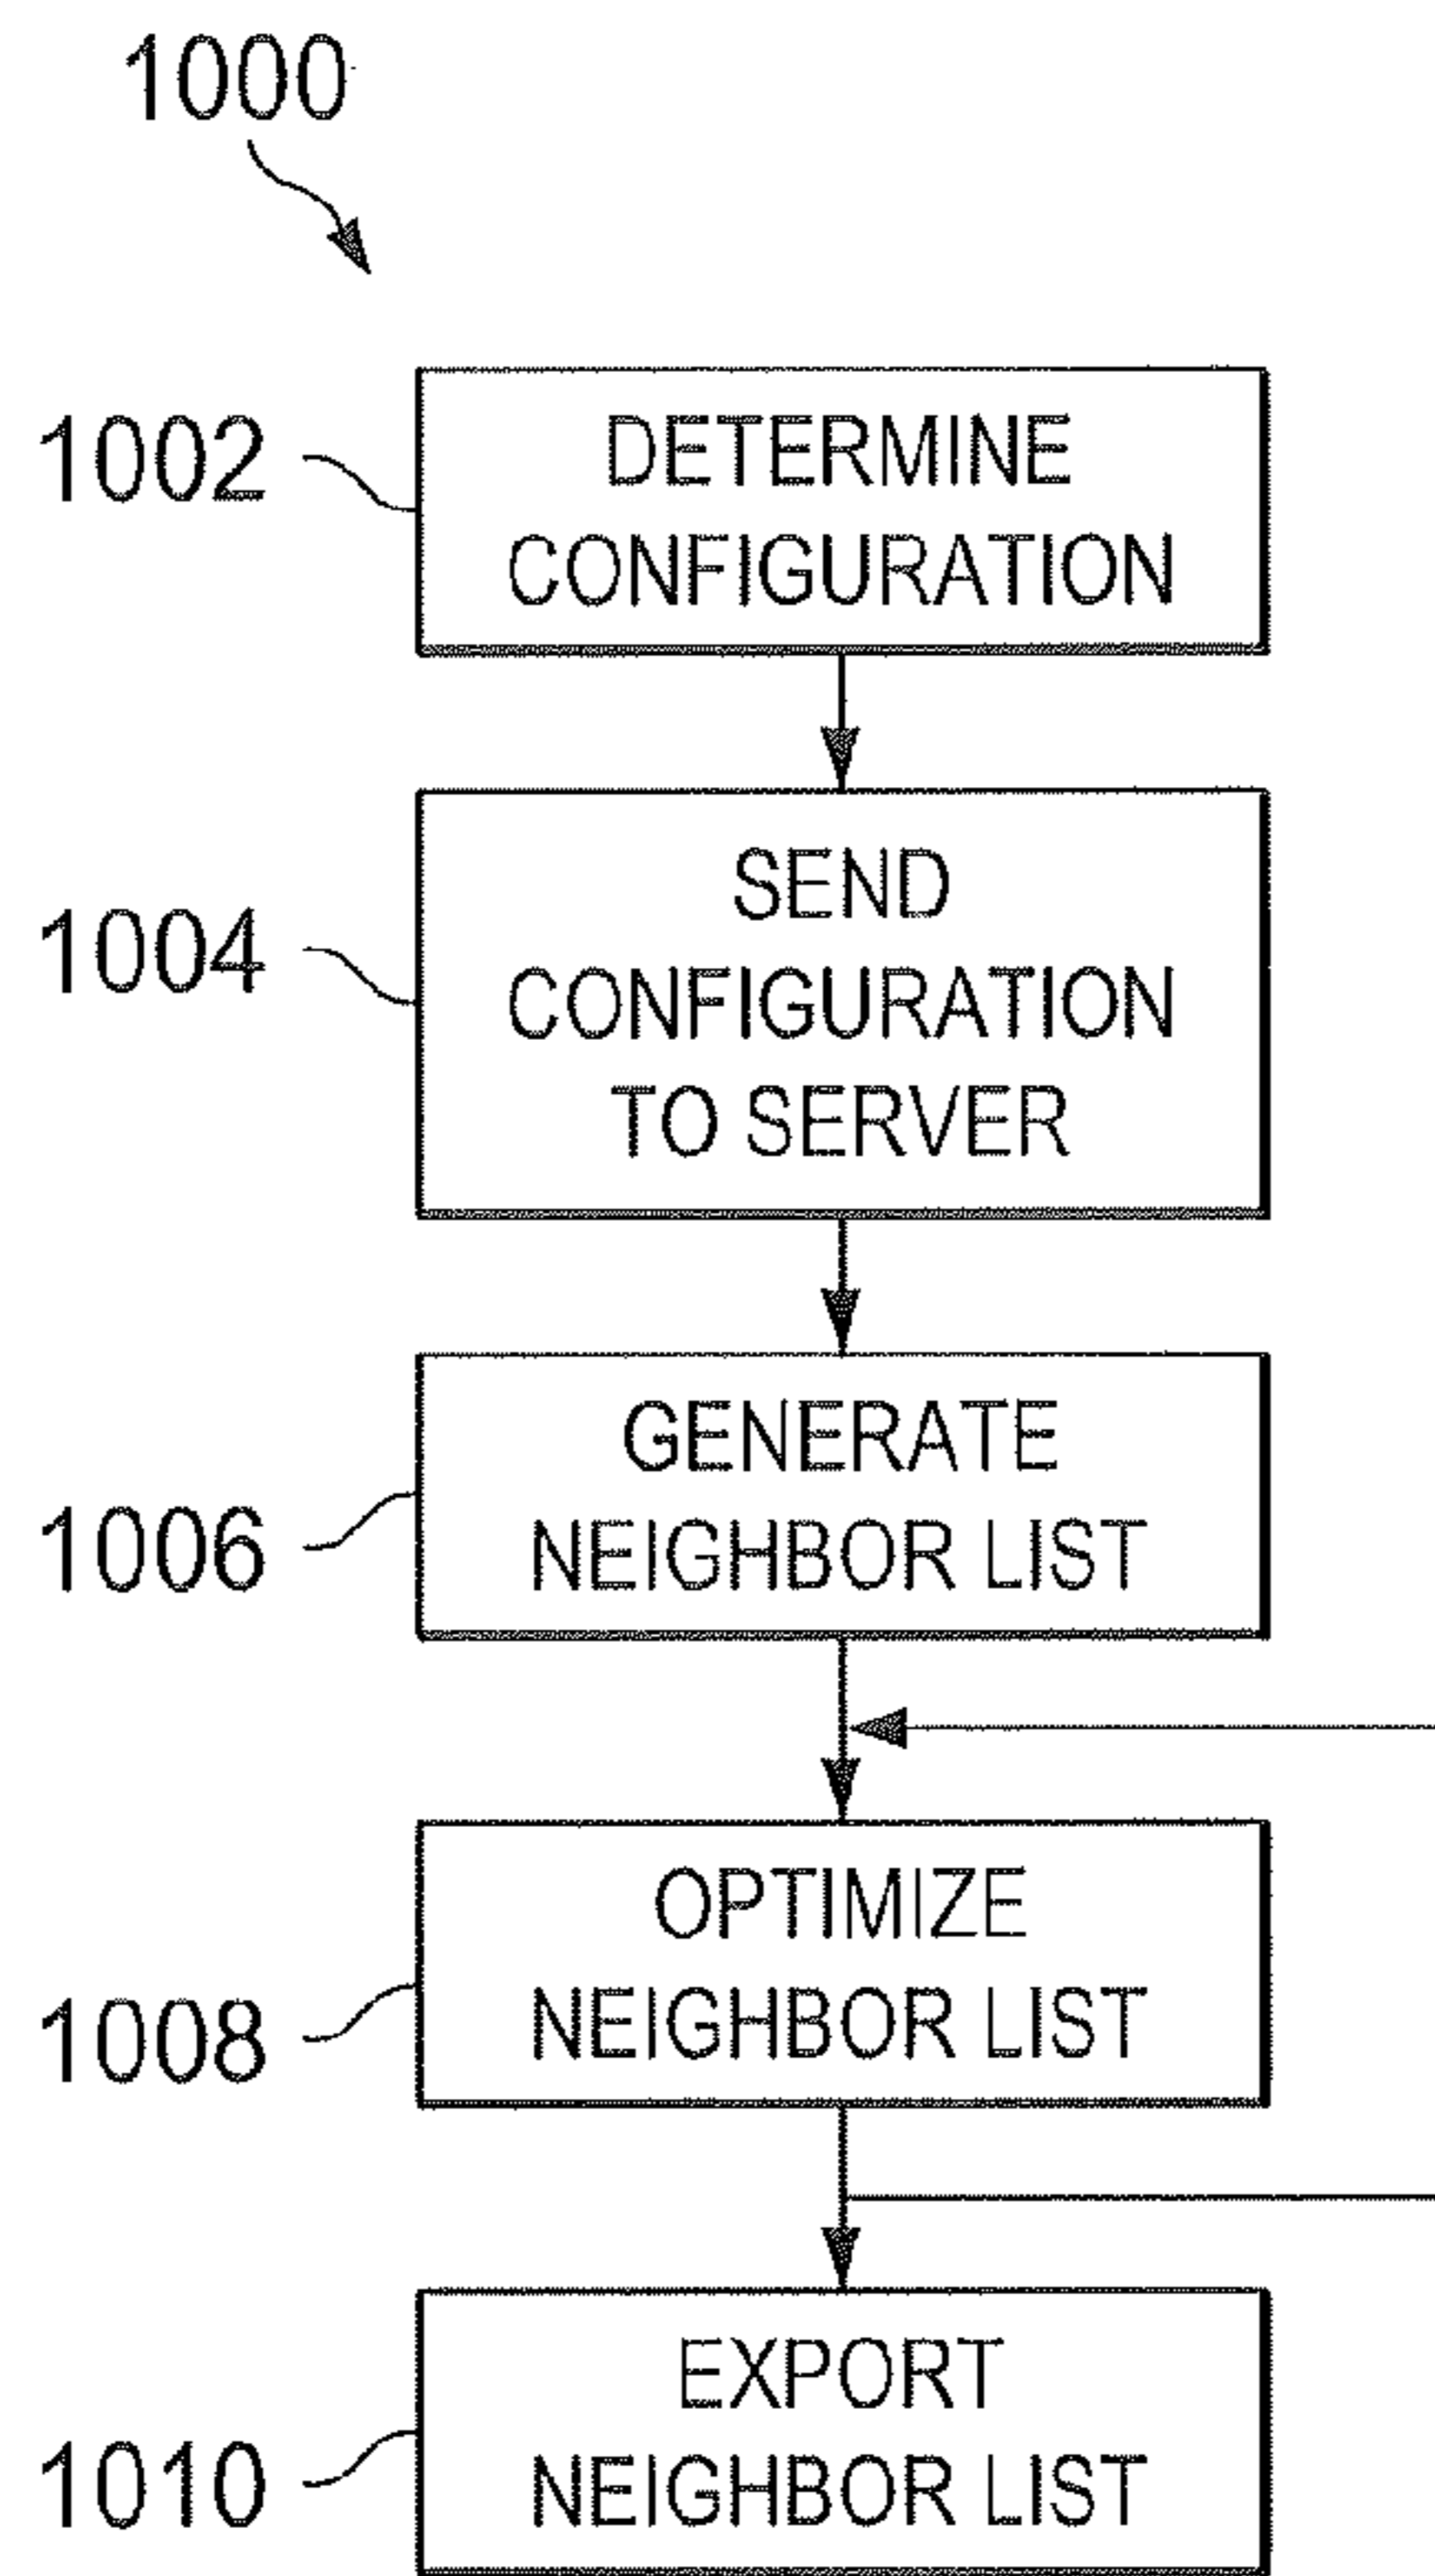 1000
1002
DETERMINE
CONFIGURATION
1004
SEND
CONFIGURATION
TO SERVER
1006
GENERATE
NEIGHBOR LIST
1008
OPTIMIZE
NEIGHBOR LIST
1010
EXPORT
NEIGHBOR LIST